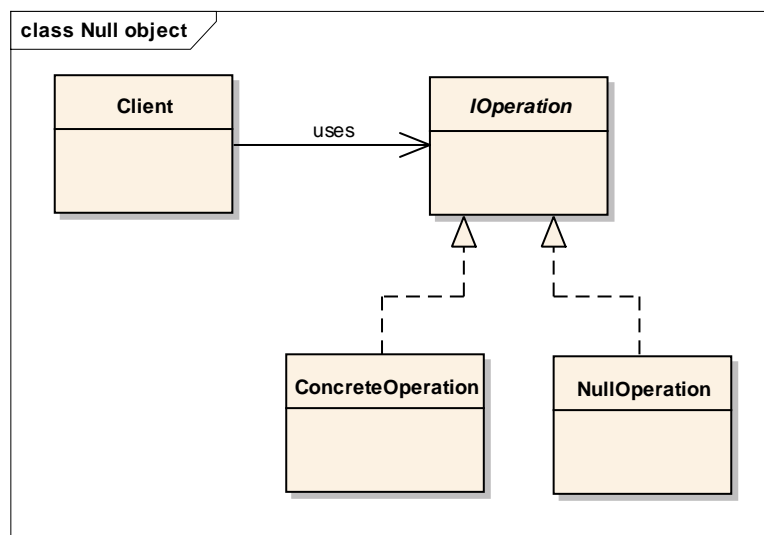 class Null object
Client
IOperation
uses
ConcreteOperation
NullOperation